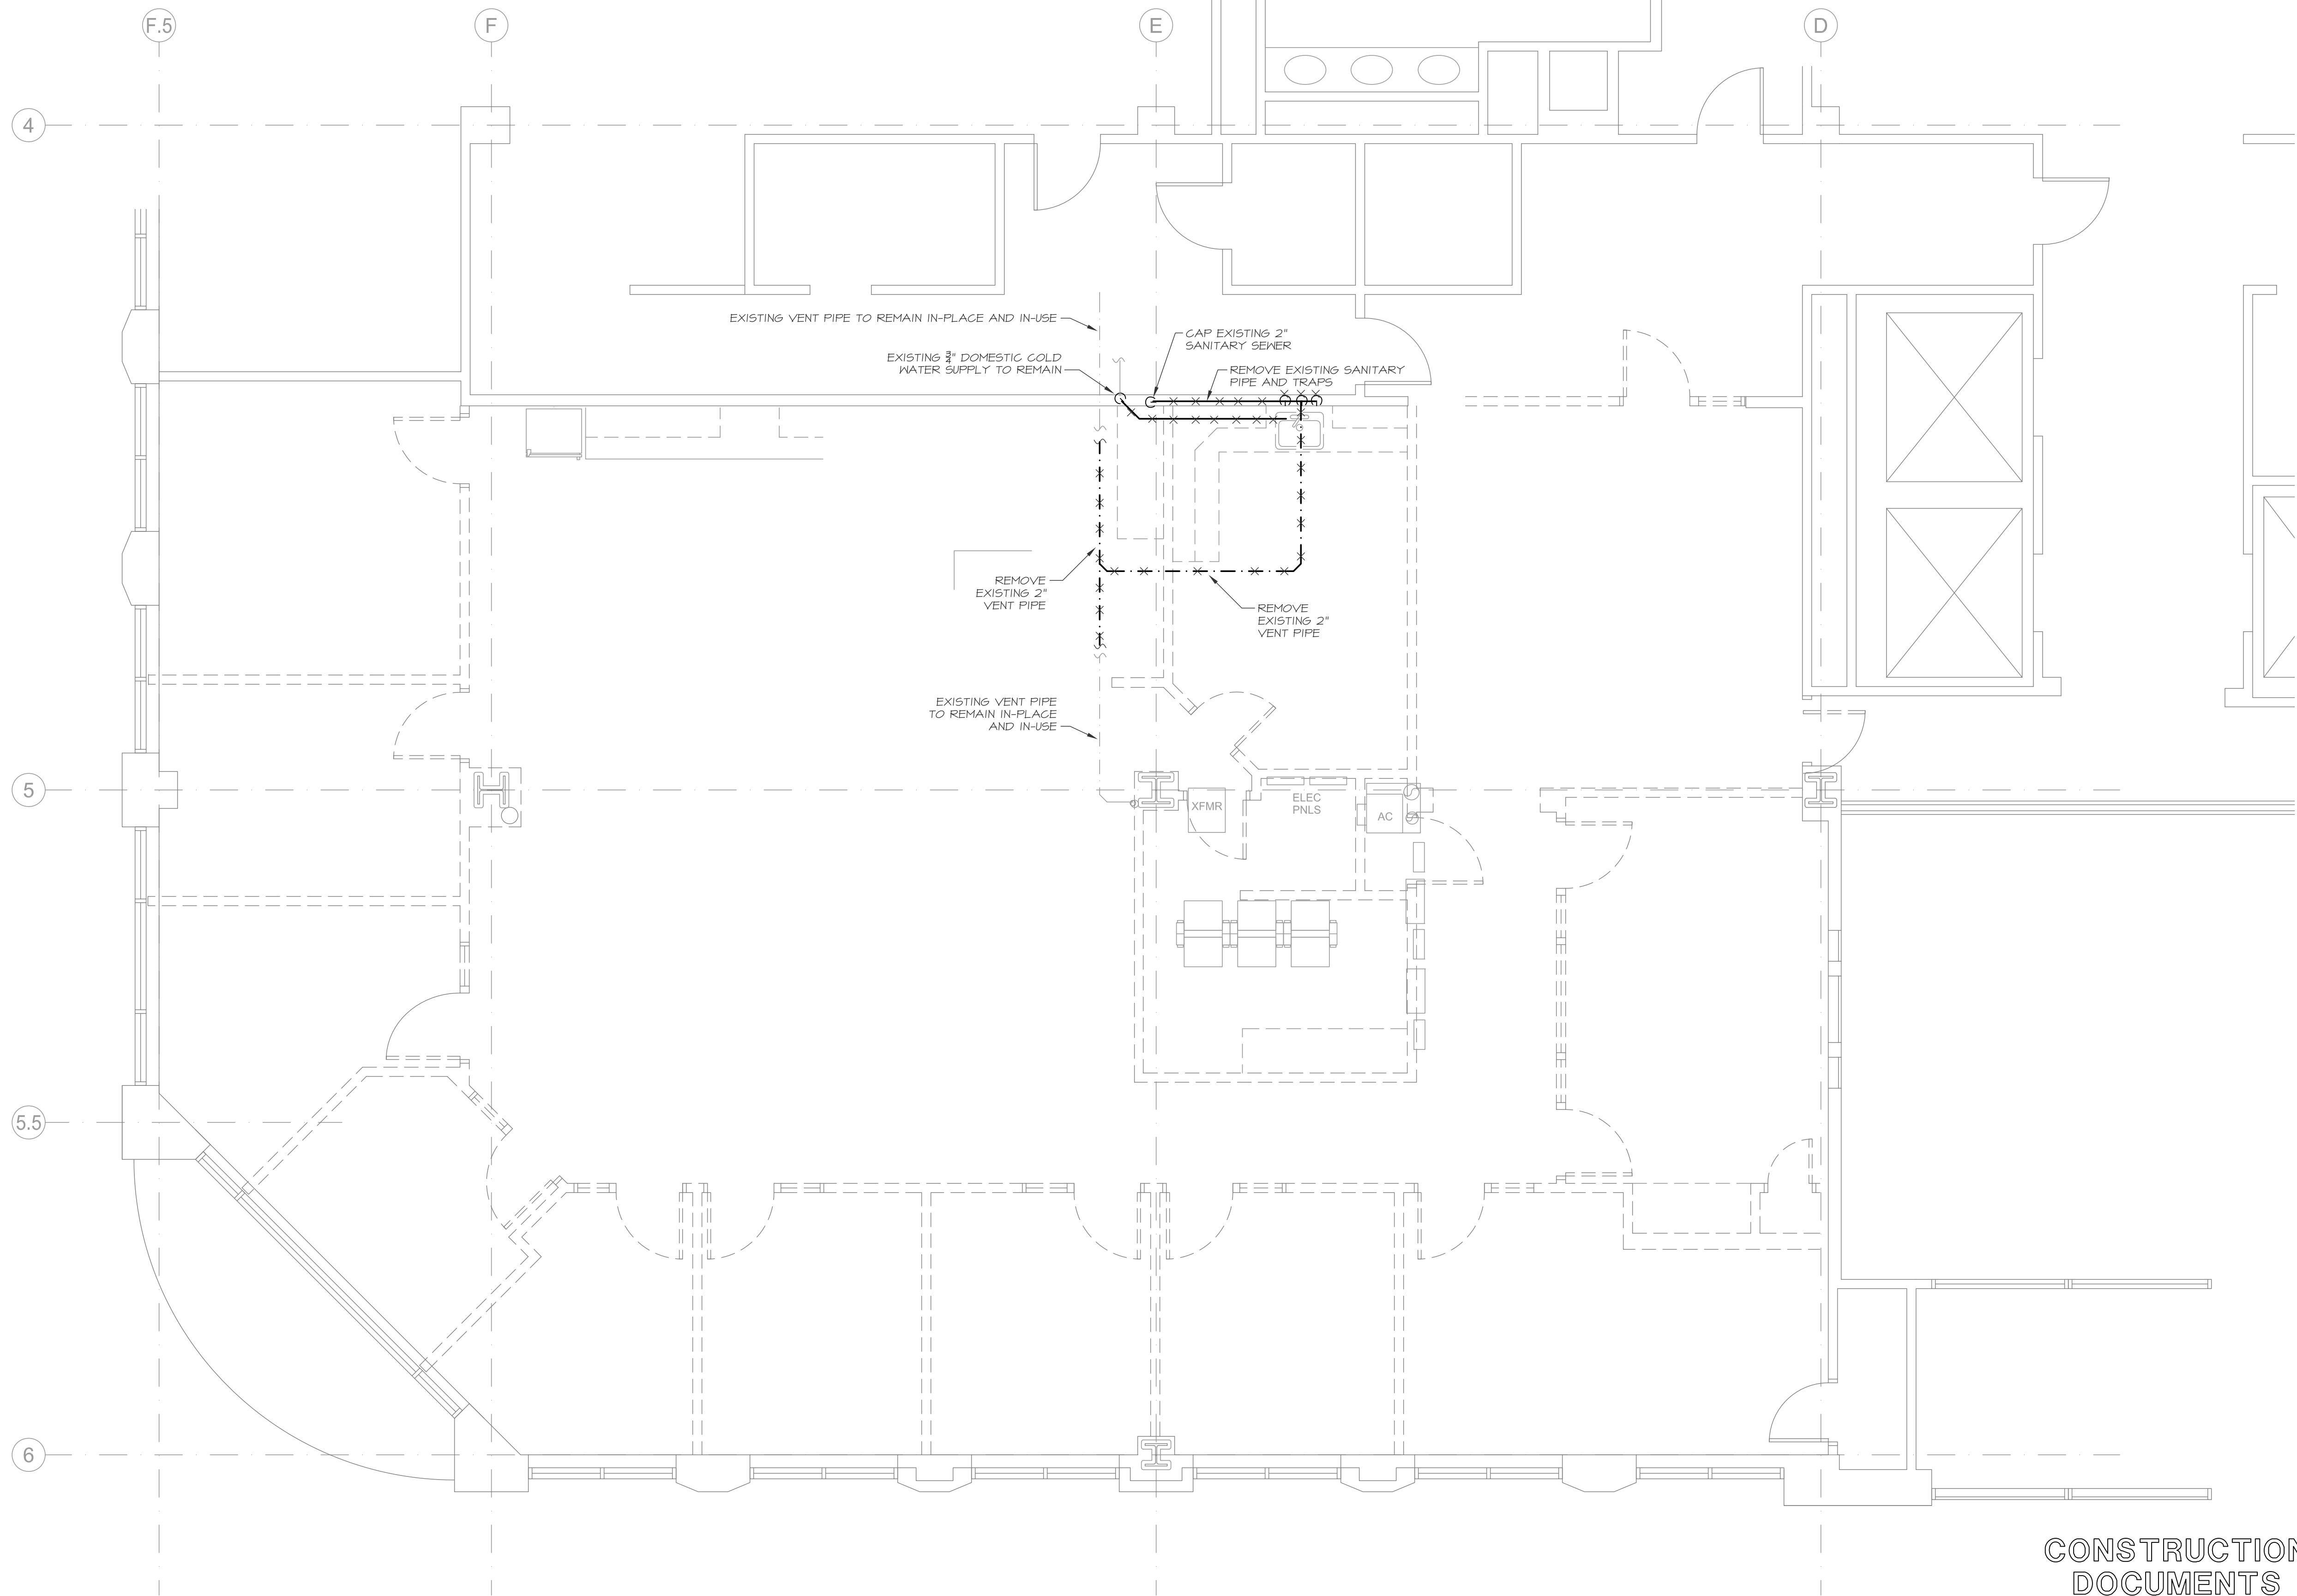 F.5
F
E
D
4
EXISTING VENT PIPE TO REMAIN IN-PLACE AND IN-USE
CAP EXISTING 2"
SANITARY SEWER
EXISTING 3/4" DOMESTIC COLD
WATER SUPPLY TO REMAIN
REMOVE EXISTING SANITARY
PIPE AND TRAPS
REMOVE
EXISTING 2"
VENT PIPE
REMOVE
EXISTING 2"
VENT PIPE
EXISTING VENT PIPE
TO REMAIN IN-PLACE
AND IN-USE
5
XFMR
ELEC
PNLS
AC
5.5
6
CONSTRUCTION
DOCUMENTS